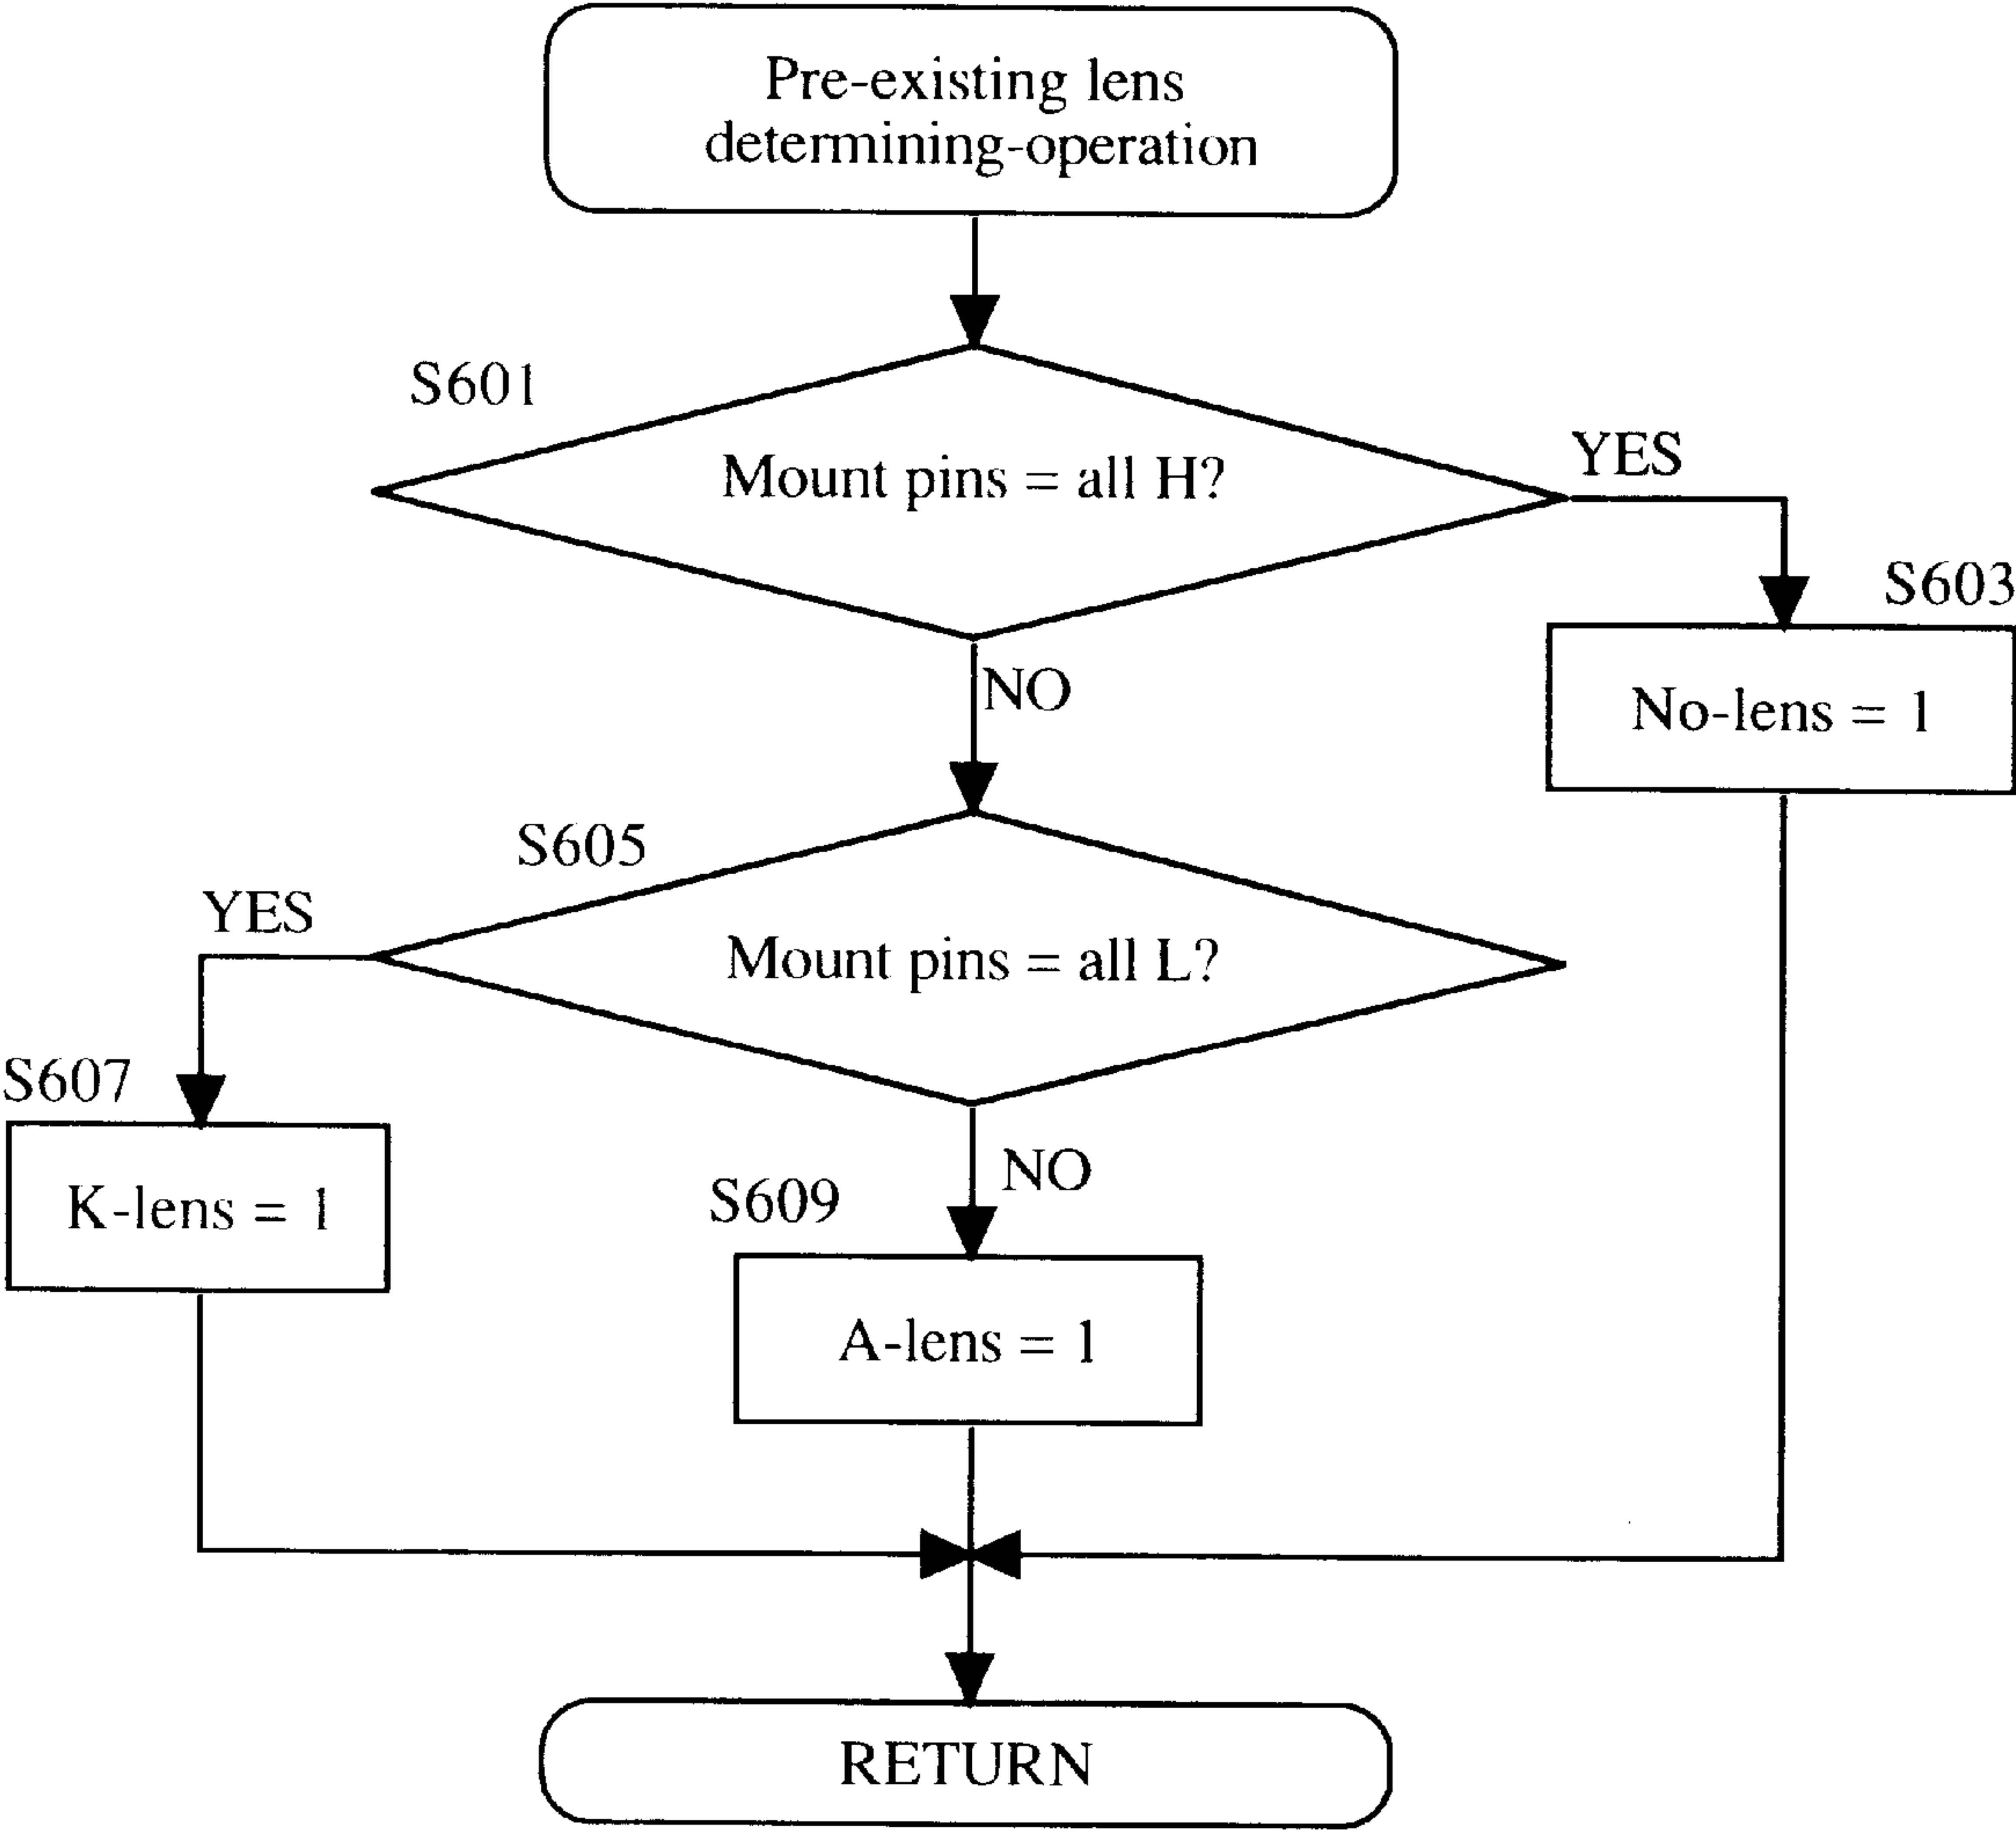 Pre-existing lens
determining-operation
S601
Mount pins = all H?
YES
S603
No-lens = 1
NO
S605
Mount pins = all L?
YES
S607
K-lens = 1
NO
S609
A-lens = 1
RETURN